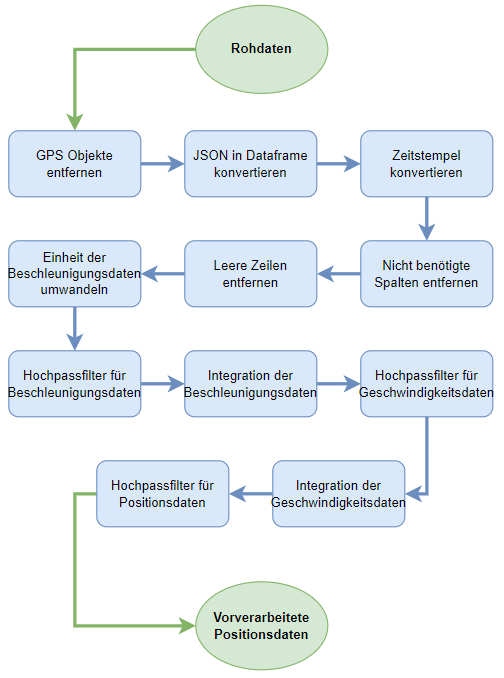 Rohdaten
GPS Objekte
entfernen
JSON in Dataframe
konvertieren
Zeitstempel
konvertieren
Nicht benötigte
Spalten entfernen
Leere Zeilen
entfernen
Einheit der
Beschleunigungsdaten
umwandeln
Hochpassfilter für
Beschleunigungsdaten
Integration der
Beschleunigungsdaten
Hochpassfilter für
Geschwindigkeitsdaten
Integration der
Geschwindigkeitsdaten
Hochpassfilter für
Positionsdaten
Vorverarbeitete
Positionsdaten